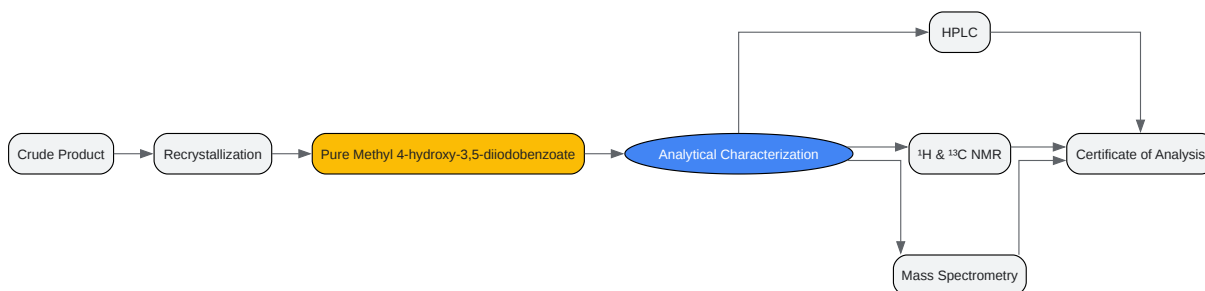 HPLC
Crude Product
Recrystallization
Pure Methyl 4-hydroxy-3,5-diiodobenzoate
Analytical Characterization
¹H & ¹³C NMR
Certificate of Analysis
Mass Spectrometry